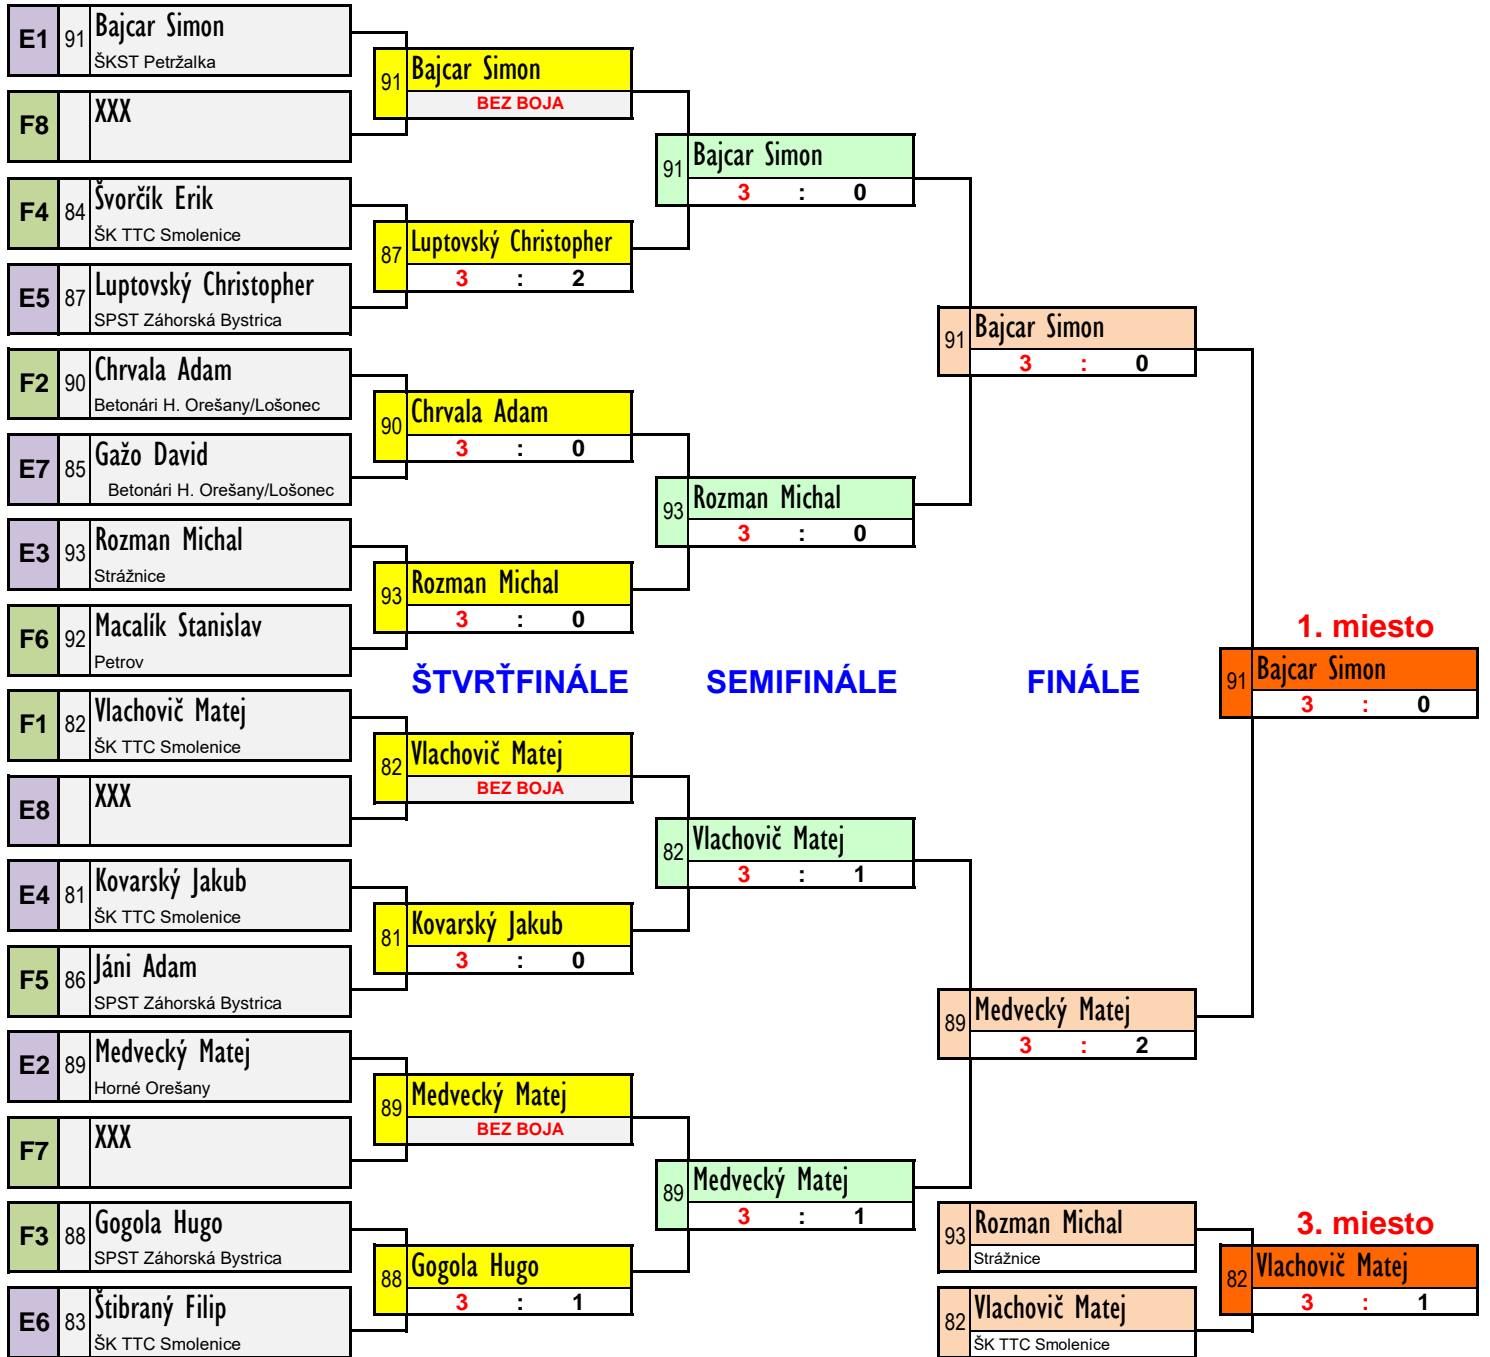 E1 91 Bajcar Simon
ŠKST Petržalka
F8 XXX
F4 84 Švorčík Erik
ŠK TTC Smolenice
E5 87 Luptovský Christopher
SPST Záhorská Bystrica
F2 90 Chrvala Adam
Betonári H. Orešany/Lošonec
E7 85 Gažo David
Betonári H. Orešany/Lošonec
E3 93 Rozman Michal
Strážnice
F6 92 Macalík Stanislav
Petrov
F1 82 Vlachovič Matej
ŠK TTC Smolenice
E8 XXX
E4 81 Kovarský Jakub
ŠK TTC Smolenice
F5 86 Jáni Adam
SPST Záhorská Bystrica
E2 89 Medvecký Matej
Horné Orešany
F7 XXX
F3 88 Gogola Hugo
SPST Záhorská Bystrica
E6 83 Štibraný Filip
ŠK TTC Smolenice
91 Bajcar Simon
BEZ BOJA
87 Luptovský Christopher
3 : 2
90 Chrvala Adam
3 : 0
93 Rozman Michal
3 : 0
ŠTVRŤFINÁLE
82 Vlachovič Matej
BEZ BOJA
81 Kovarský Jakub
3 : 0
89 Medvecký Matej
BEZ BOJA
88 Gogola Hugo
3 : 1
91 Bajcar Simon
3 : 0
93 Rozman Michal
3 : 0
SEMIFINÁLE
82 Vlachovič Matej
3 : 1
89 Medvecký Matej
3 : 1
91 Bajcar Simon
3 : 0
FINÁLE
89 Medvecký Matej
3 : 2
93 Rozman Michal
Strážnice
82 Vlachovič Matej
ŠK TTC Smolenice
1. miesto
91 Bajcar Simon
3 : 0
3. miesto
82 Vlachovič Matej
3 : 1